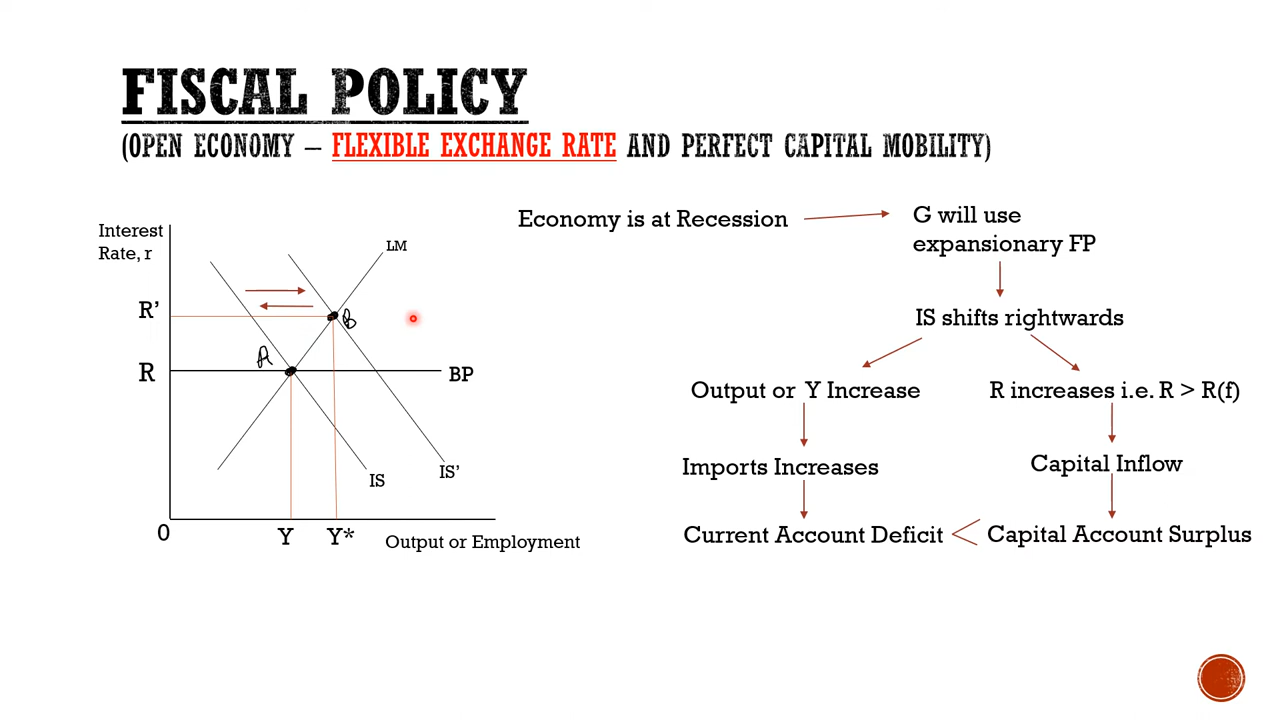 FISCAL POLICY
(OPEN ECONOMY – FLEXIBLE EXCHANGE RATE AND PERFECT CAPITAL MOBILITY)
Interest
Rate, r
R’
R
0
A
B
LM
BP
IS
IS’
Y
Y*
Output or Employment
Economy is at Recession
G will use
expansionary FP
IS shifts rightwards
Output or Y Increase
R increases i.e. R > R(f)
Imports Increases
Capital Inflow
Current Account Deficit < Capital Account Surplus